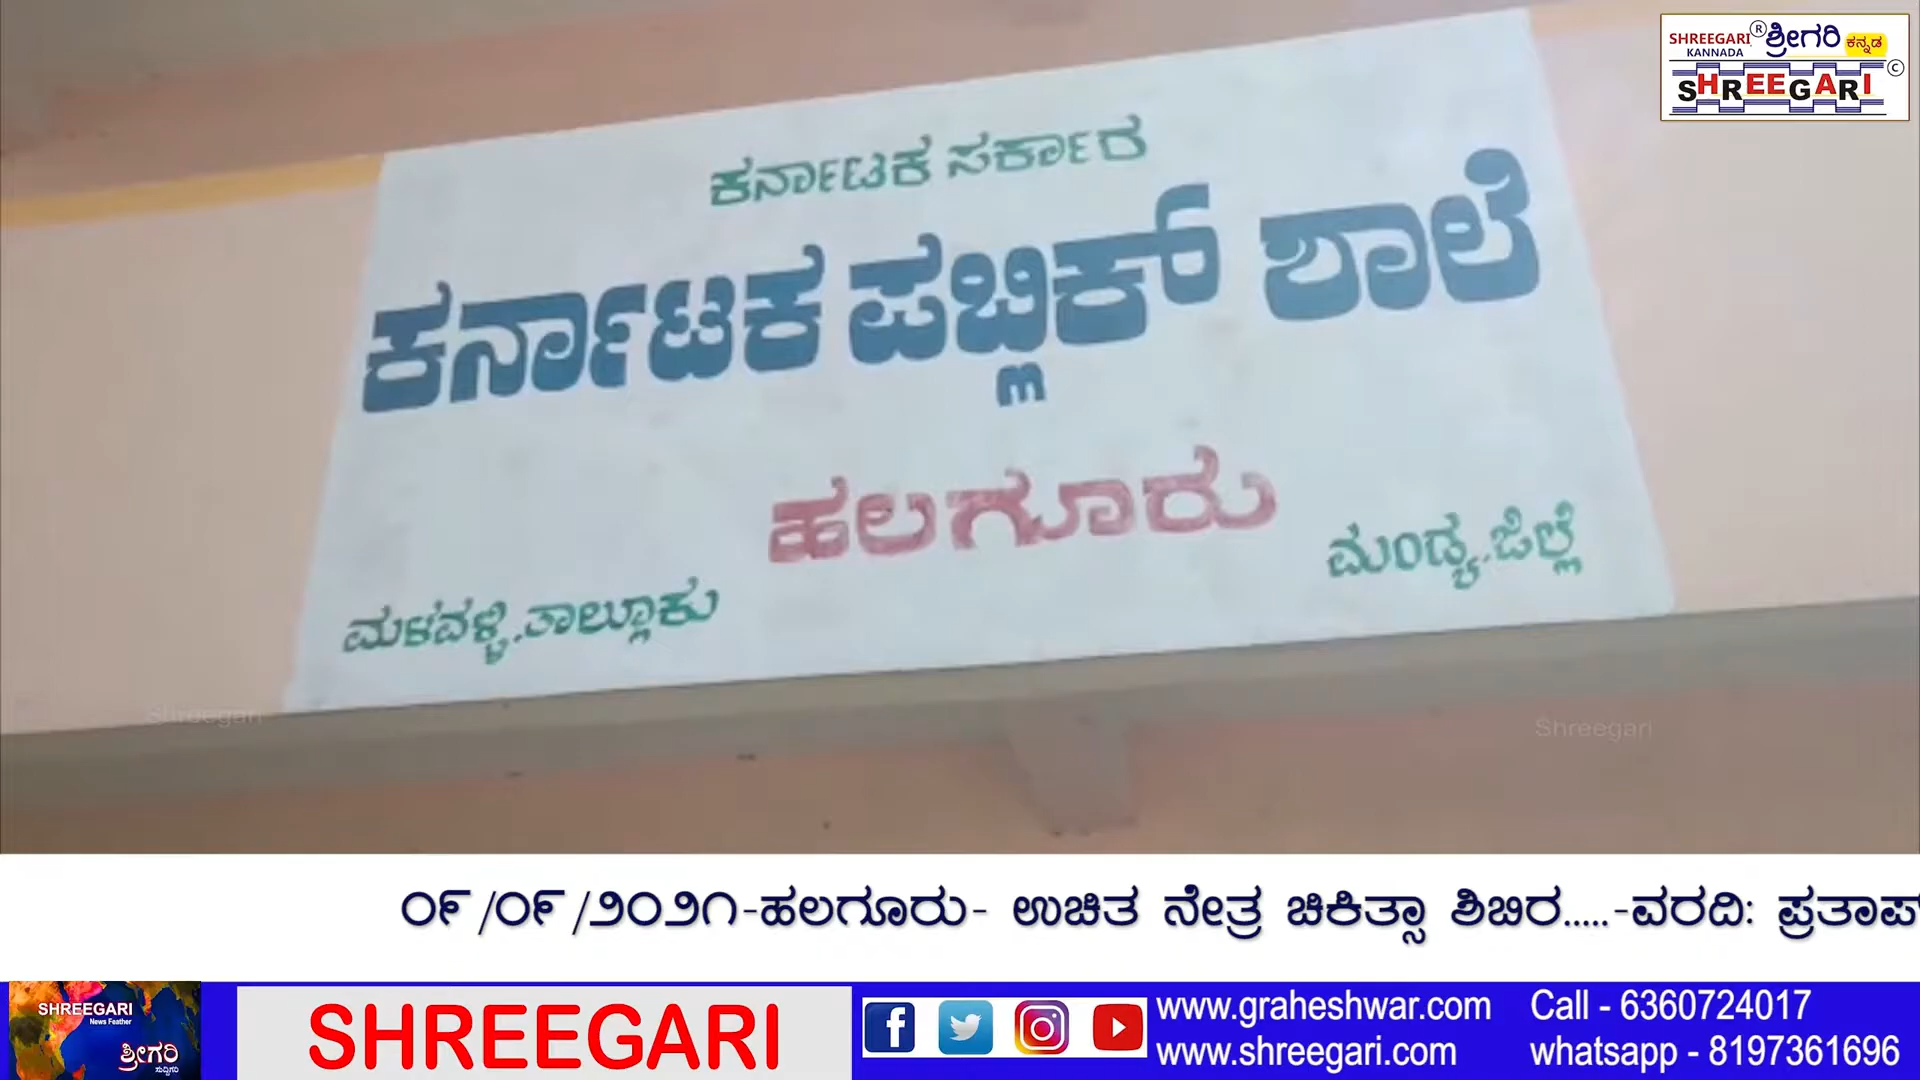 SHREEGARI® ಶ್ರೀಗರಿ ಕನ್ನಡ
KANNADA
SHREEGARI ©
ಕರ್ನಾಟಕ ಸರ್ಕಾರ
ಕರ್ನಾಟಕ ಪಬ್ಲಿಕ್ ಶಾಲೆ
ಹಲಗೂರು
ಮಳವಳ್ಳಿ.ತಾಲ್ಲೂಕು
ಮಂಡ್ಯ.ಜಿಲ್ಲೆ
Shreegari
Shreegari
೦೯/೦೯/೨೦೨೧-ಹಲಗೂರು- ಉಚಿತ ನೇತ್ರ ಚಿಕಿತ್ಸಾ ಶಿಬಿರ.....-ವರದಿ: ಪ್ರತಾಪ್
SHREEGARI
News Feather
ಶ್ರೀಗರಿ
ಸುದ್ದಿಗರಿ
SHREEGARI
www.graheshwar.com
www.shreegari.com
Call - 6360724017
whatsapp - 8197361696